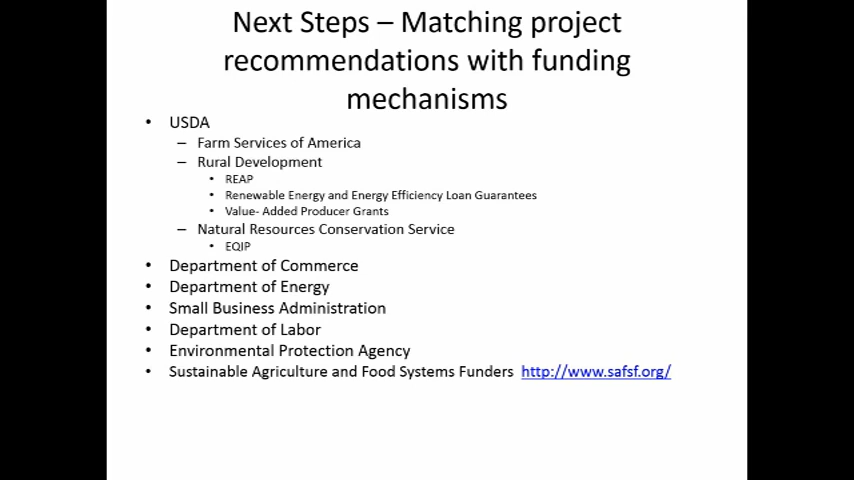 Next Steps – Matching project
recommendations with funding
mechanisms
• USDA
– Farm Services of America
– Rural Development
• REAP
• Renewable Energy and Energy Efficiency Loan Guarantees
• Value- Added Producer Grants
– Natural Resources Conservation Service
• EQIP
• Department of Commerce
• Department of Energy
• Small Business Administration
• Department of Labor
• Environmental Protection Agency
• Sustainable Agriculture and Food Systems Funders http://www.safsf.org/